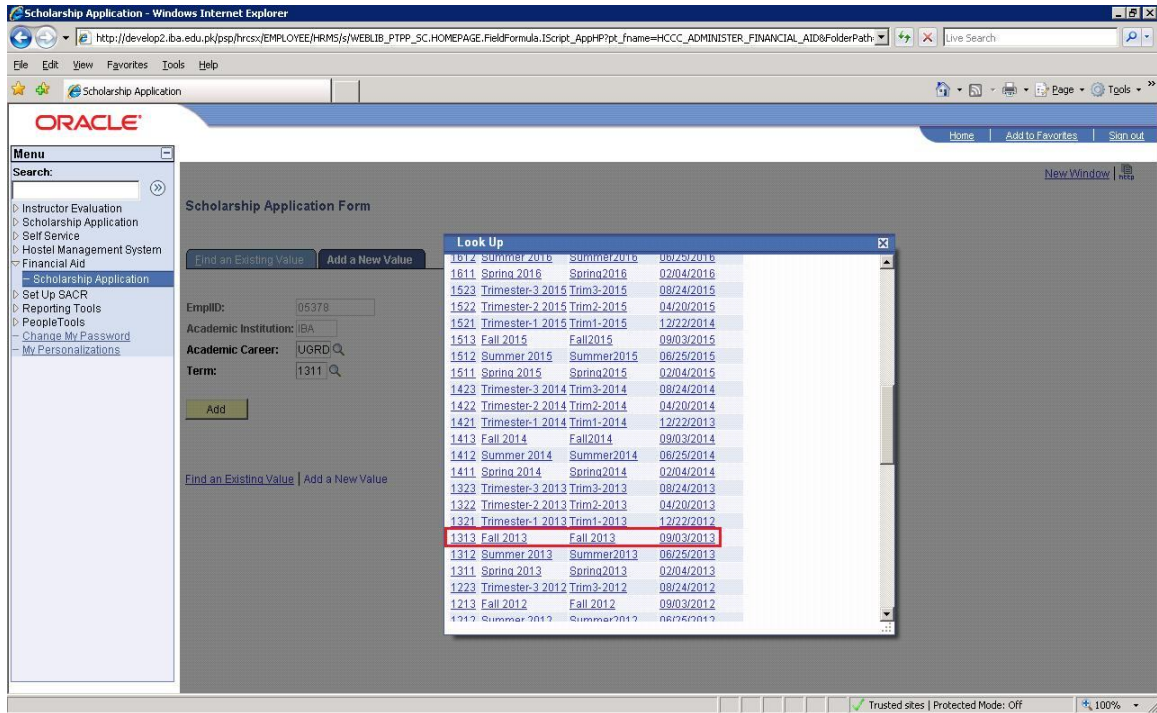 Scholarship Application - Windows Internet Explorer
http://develop2.iba.edu.pk/psp/hrcsx/EMPLOYEE/HRMS/s/WEBLIB_PTPP_SC.HOMEPAGE.FieldFormula.IScript_AppHP?pt_fname=HCCC_ADMINISTER_FINANCIAL_AID&FolderPath
Live Search
File Edit View Favorites Tools Help
Scholarship Application
Page Tools
ORACLE
Home | Add to Favorites | Sign out
Menu
Search:
Instructor Evaluation
Scholarship Application
Self Service
Hostel Management System
Financial Aid
Scholarship Application
Set Up SACR
Reporting Tools
PeopleTools
Change My Password
My Personalizations
New Window | http
Scholarship Application Form
Find an Existing Value Add a New Value
EmplID: 05378
Academic Institution: IBA
Academic Career: UGRD
Term: 1311
Add
Find an Existing Value | Add a New Value
Look Up
1612 Summer 2016 Summer2016 06/25/2016
1611 Spring 2016 Spring2016 02/04/2016
1523 Trimester-3 2015 Trim3-2015 08/24/2015
1522 Trimester-2 2015 Trim2-2015 04/20/2015
1521 Trimester-1 2015 Trim1-2015 12/22/2014
1513 Fall 2015 Fall2015 09/03/2015
1512 Summer 2015 Summer2015 06/25/2015
1511 Spring 2015 Spring2015 02/04/2015
1423 Trimester-3 2014 Trim3-2014 08/24/2014
1422 Trimester-2 2014 Trim2-2014 04/20/2014
1421 Trimester-1 2014 Trim1-2014 12/22/2013
1413 Fall 2014 Fall2014 09/03/2014
1412 Summer 2014 Summer2014 06/25/2014
1411 Spring 2014 Spring2014 02/04/2014
1323 Trimester-3 2013 Trim3-2013 08/24/2013
1322 Trimester-2 2013 Trim2-2013 04/20/2013
1321 Trimester-1 2013 Trim1-2013 12/22/2012
1313 Fall 2013 Fall 2013 09/03/2013
1312 Summer 2013 Summer2013 06/25/2013
1311 Spring 2013 Spring2013 02/04/2013
1223 Trimester-3 2012 Trim3-2012 08/24/2012
1213 Fall 2012 Fall 2012 09/03/2012
1212 Summer 2012 Summer2012 06/25/2012
Trusted sites | Protected Mode: Off
100%